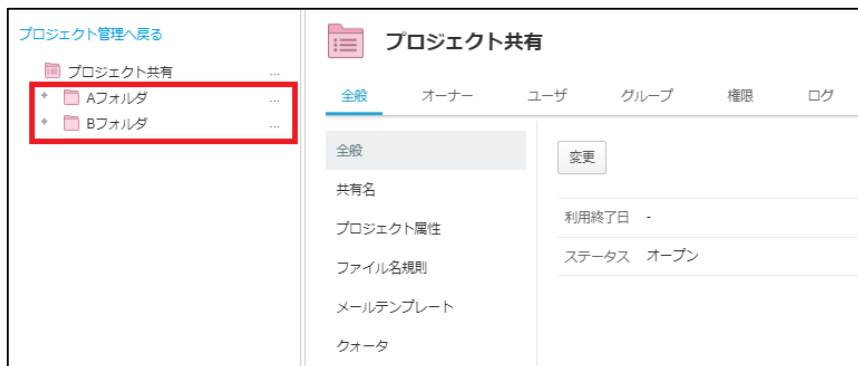 プロジェクト管理へ戻る
プロジェクト共有 ...
Aフォルダ ...
Bフォルダ ...
プロジェクト共有
全般 オーナー ユーザ グループ 権限 ログ
全般
共有名
プロジェクト属性
ファイル名規則
メールテンプレート
クォータ
変更
利用終了日 -
ステータス オープン